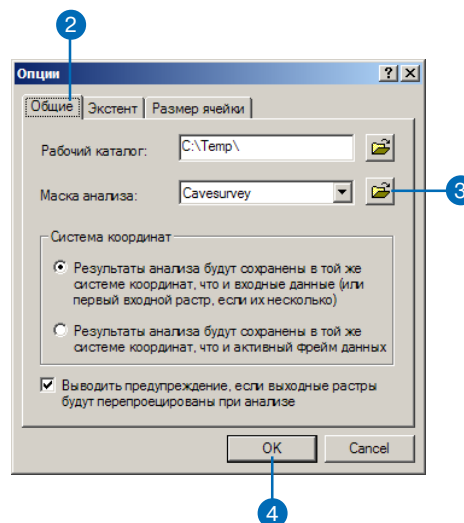 2
Опции
? ×
Общие Экстент Размер ячейки
Рабочий каталог: C:\Temp\
Маска анализа: Cavesurvey
3
Система координат
Результаты анализа будут сохранены в той же
системе координат, что и входные данные (или
первый входной растр, если их несколько)
Результаты анализа будут сохранены в той же
системе координат, что и активный фрейм данных
Выводить предупреждение, если выходные растры
будут перепроецированы при анализе
OK Cancel
4